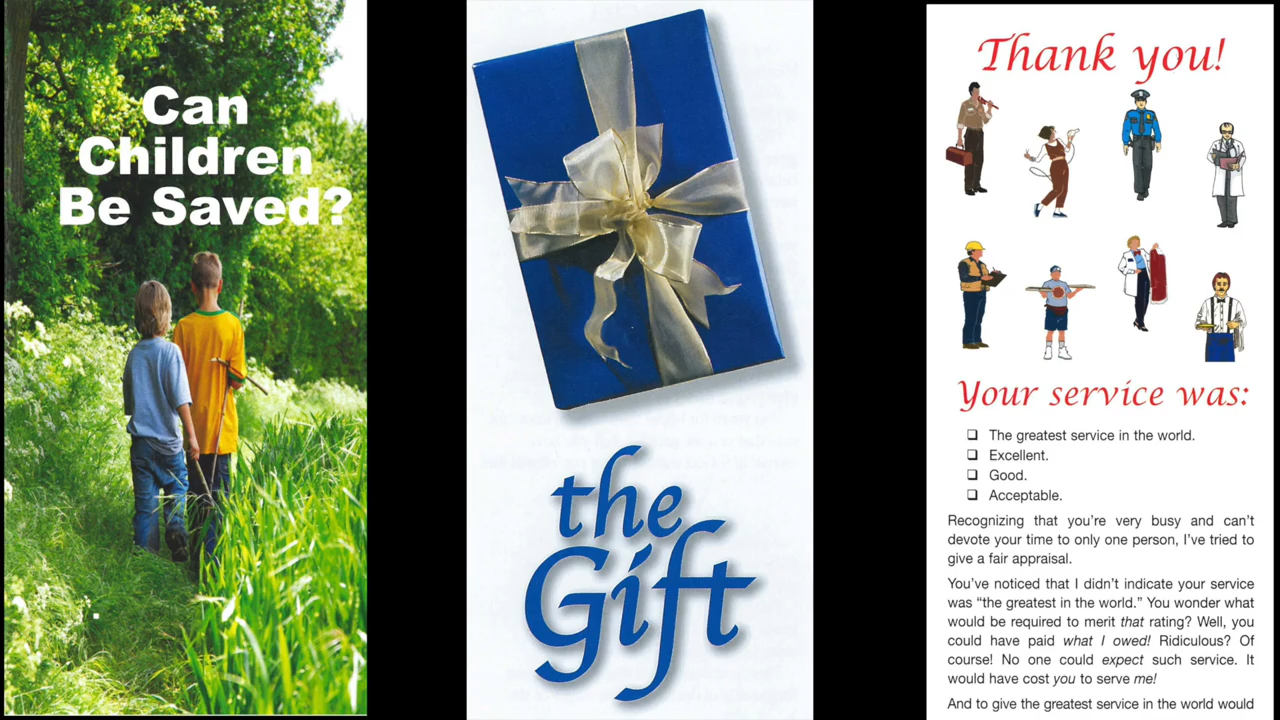 Can
Children
Be Saved?
the
Gift
Thank you!
Your service was:
❑ The greatest service in the world.
❑ Excellent.
❑ Good.
❑ Acceptable.
Recognizing that you're very busy and can't
devote your time to only one person, I've tried to
give a fair appraisal.
You've noticed that I didn't indicate your service
was “the greatest in the world.” You wonder what
would be required to merit that rating? Well, you
could have paid what I owed! Ridiculous? Of
course! No one could expect such service. It
would have cost you to serve me!
And to give the greatest service in the world would